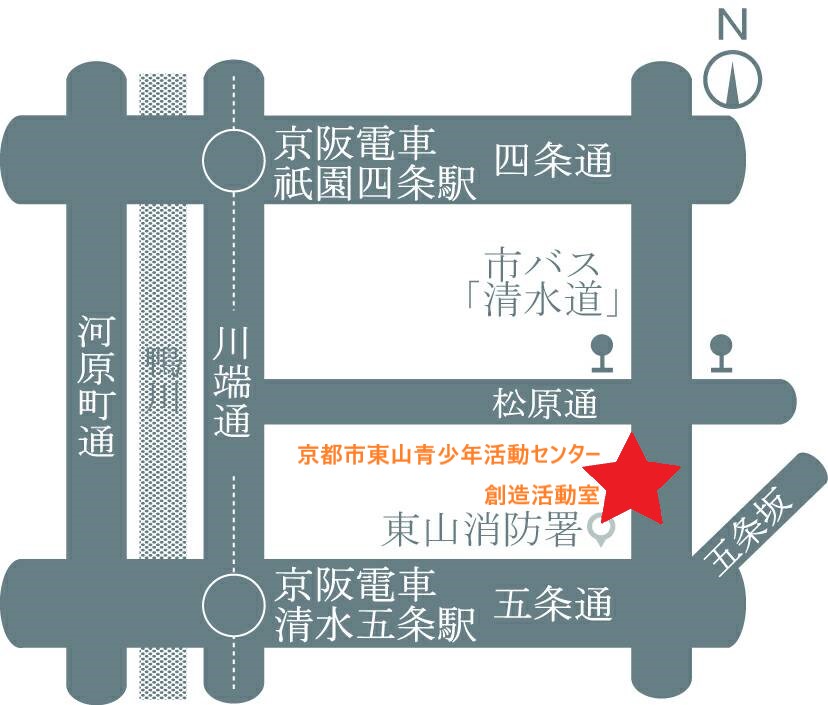 N
京阪電車
祇園四条駅
四条通
市バス
「清水道」
河原町通
鴨川
川端通
松原通
京都市東山青少年活動センター
創造活動室
東山消防署
五条坂
京阪電車
清水五条駅
五条通